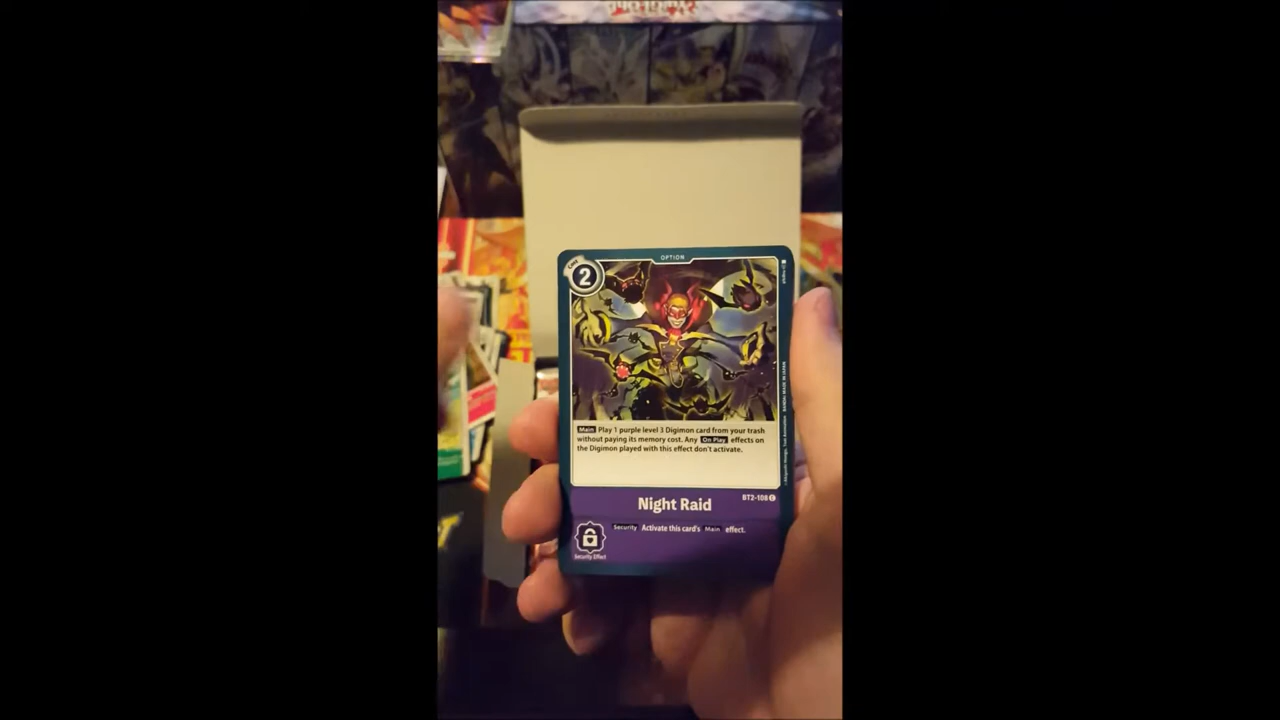 OPTION
Cost
2
Main Play 1 purple level 3 Digimon card from your trash
without paying its memory cost. Any On Play effects on
the Digimon played with this effect don't activate.
Night Raid
BT2-108 C
Security Activate this card's Main effect.
Security Effect